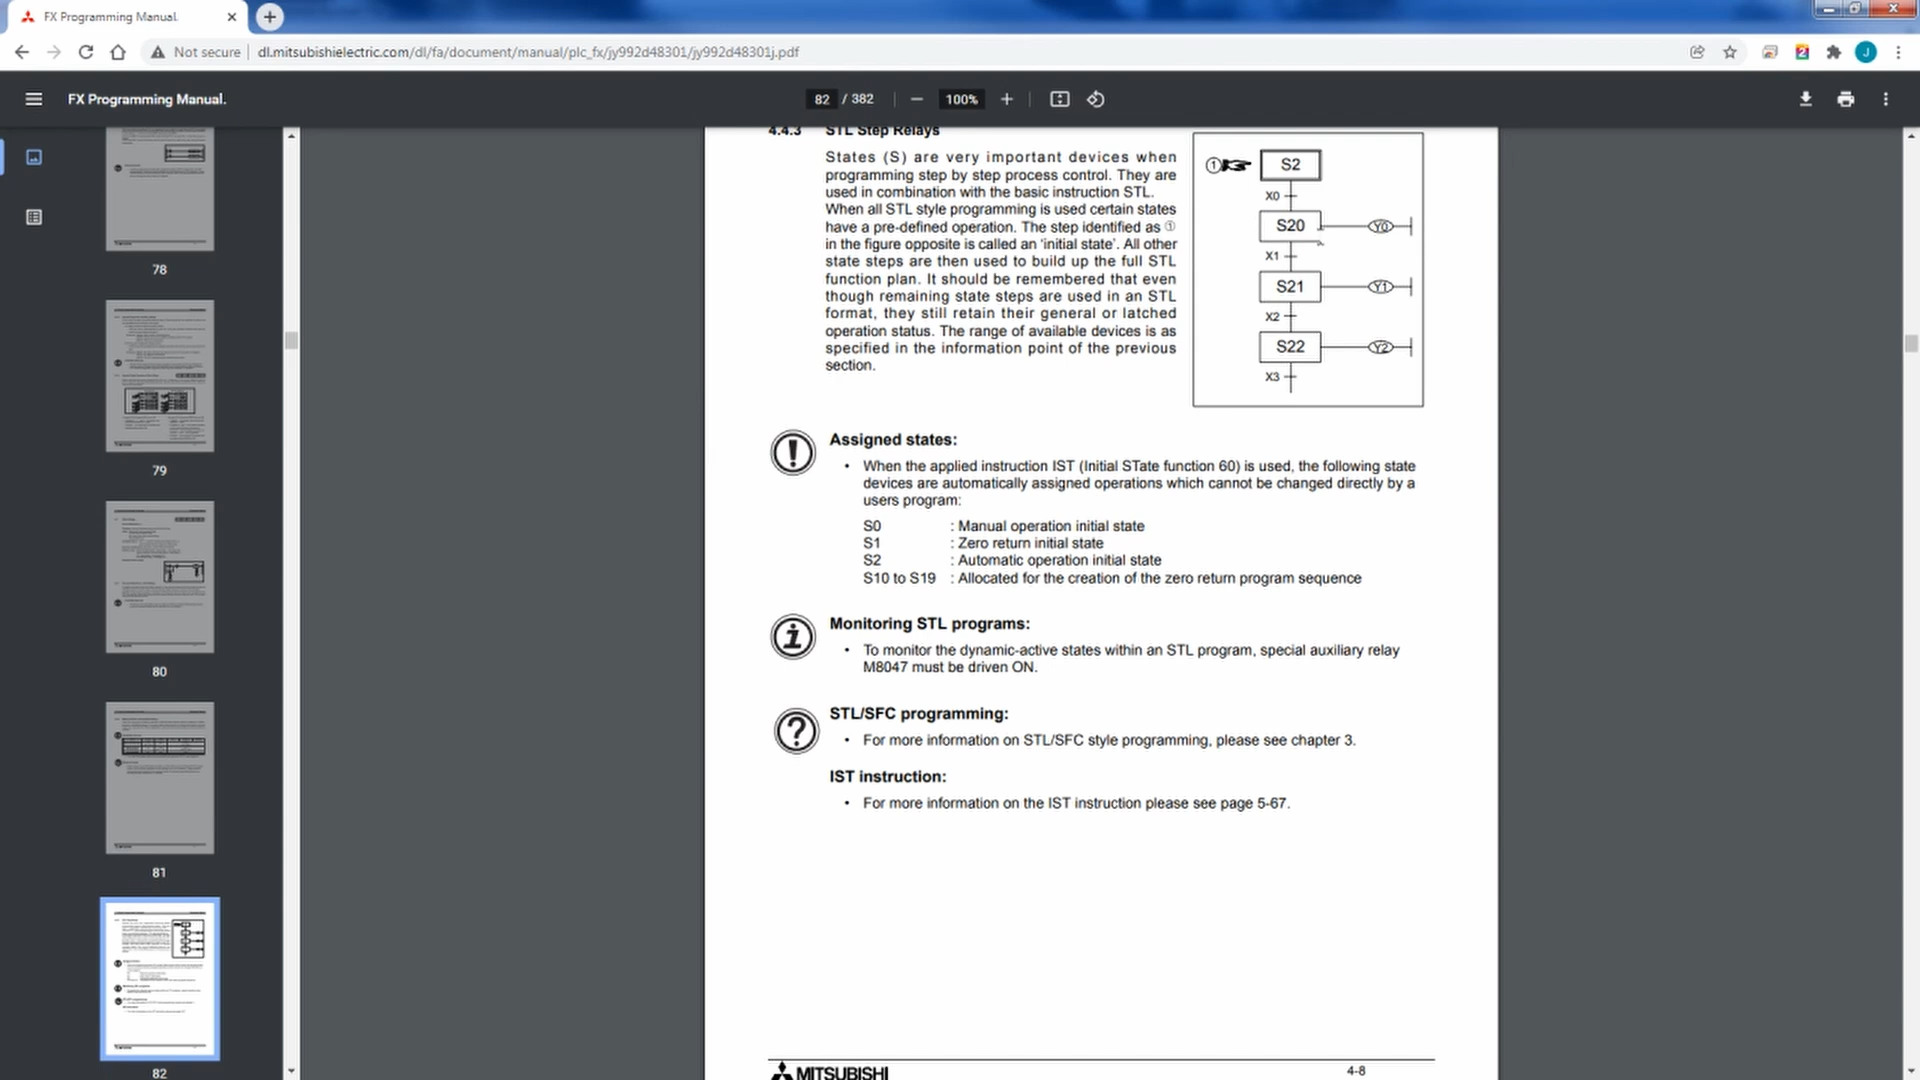 FX Programming Manual.
Not secure
dl.mitsubishielectric.com/dl/fa/document/manual/plc_fx/jy992d48301/jy992d48301j.pdf
2
J
FX Programming Manual.
82 / 382
100%
78
79
80
81
82
4.4.3 STL Step Relays
States (S) are very important devices when
programming step by step process control. They are
used in combination with the basic instruction STL.
When all STL style programming is used certain states
have a pre-defined operation. The step identified as ①
in the figure opposite is called an ‘initial state’. All other
state steps are then used to build up the full STL
function plan. It should be remembered that even
though remaining state steps are used in an STL
format, they still retain their general or latched
operation status. The range of available devices is as
specified in the information point of the previous
section.
① S2
X0
S20 Y0
X1
S21 Y1
X2
S22 Y2
X3
Assigned states:
• When the applied instruction IST (Initial STate function 60) is used, the following state
devices are automatically assigned operations which cannot be changed directly by a
users program:
S0 : Manual operation initial state
S1 : Zero return initial state
S2 : Automatic operation initial state
S10 to S19 : Allocated for the creation of the zero return program sequence
Monitoring STL programs:
• To monitor the dynamic-active states within an STL program, special auxiliary relay
M8047 must be driven ON.
STL/SFC programming:
• For more information on STL/SFC style programming, please see chapter 3.
IST instruction:
• For more information on the IST instruction please see page 5-67.
MITSUBISHI
4-8